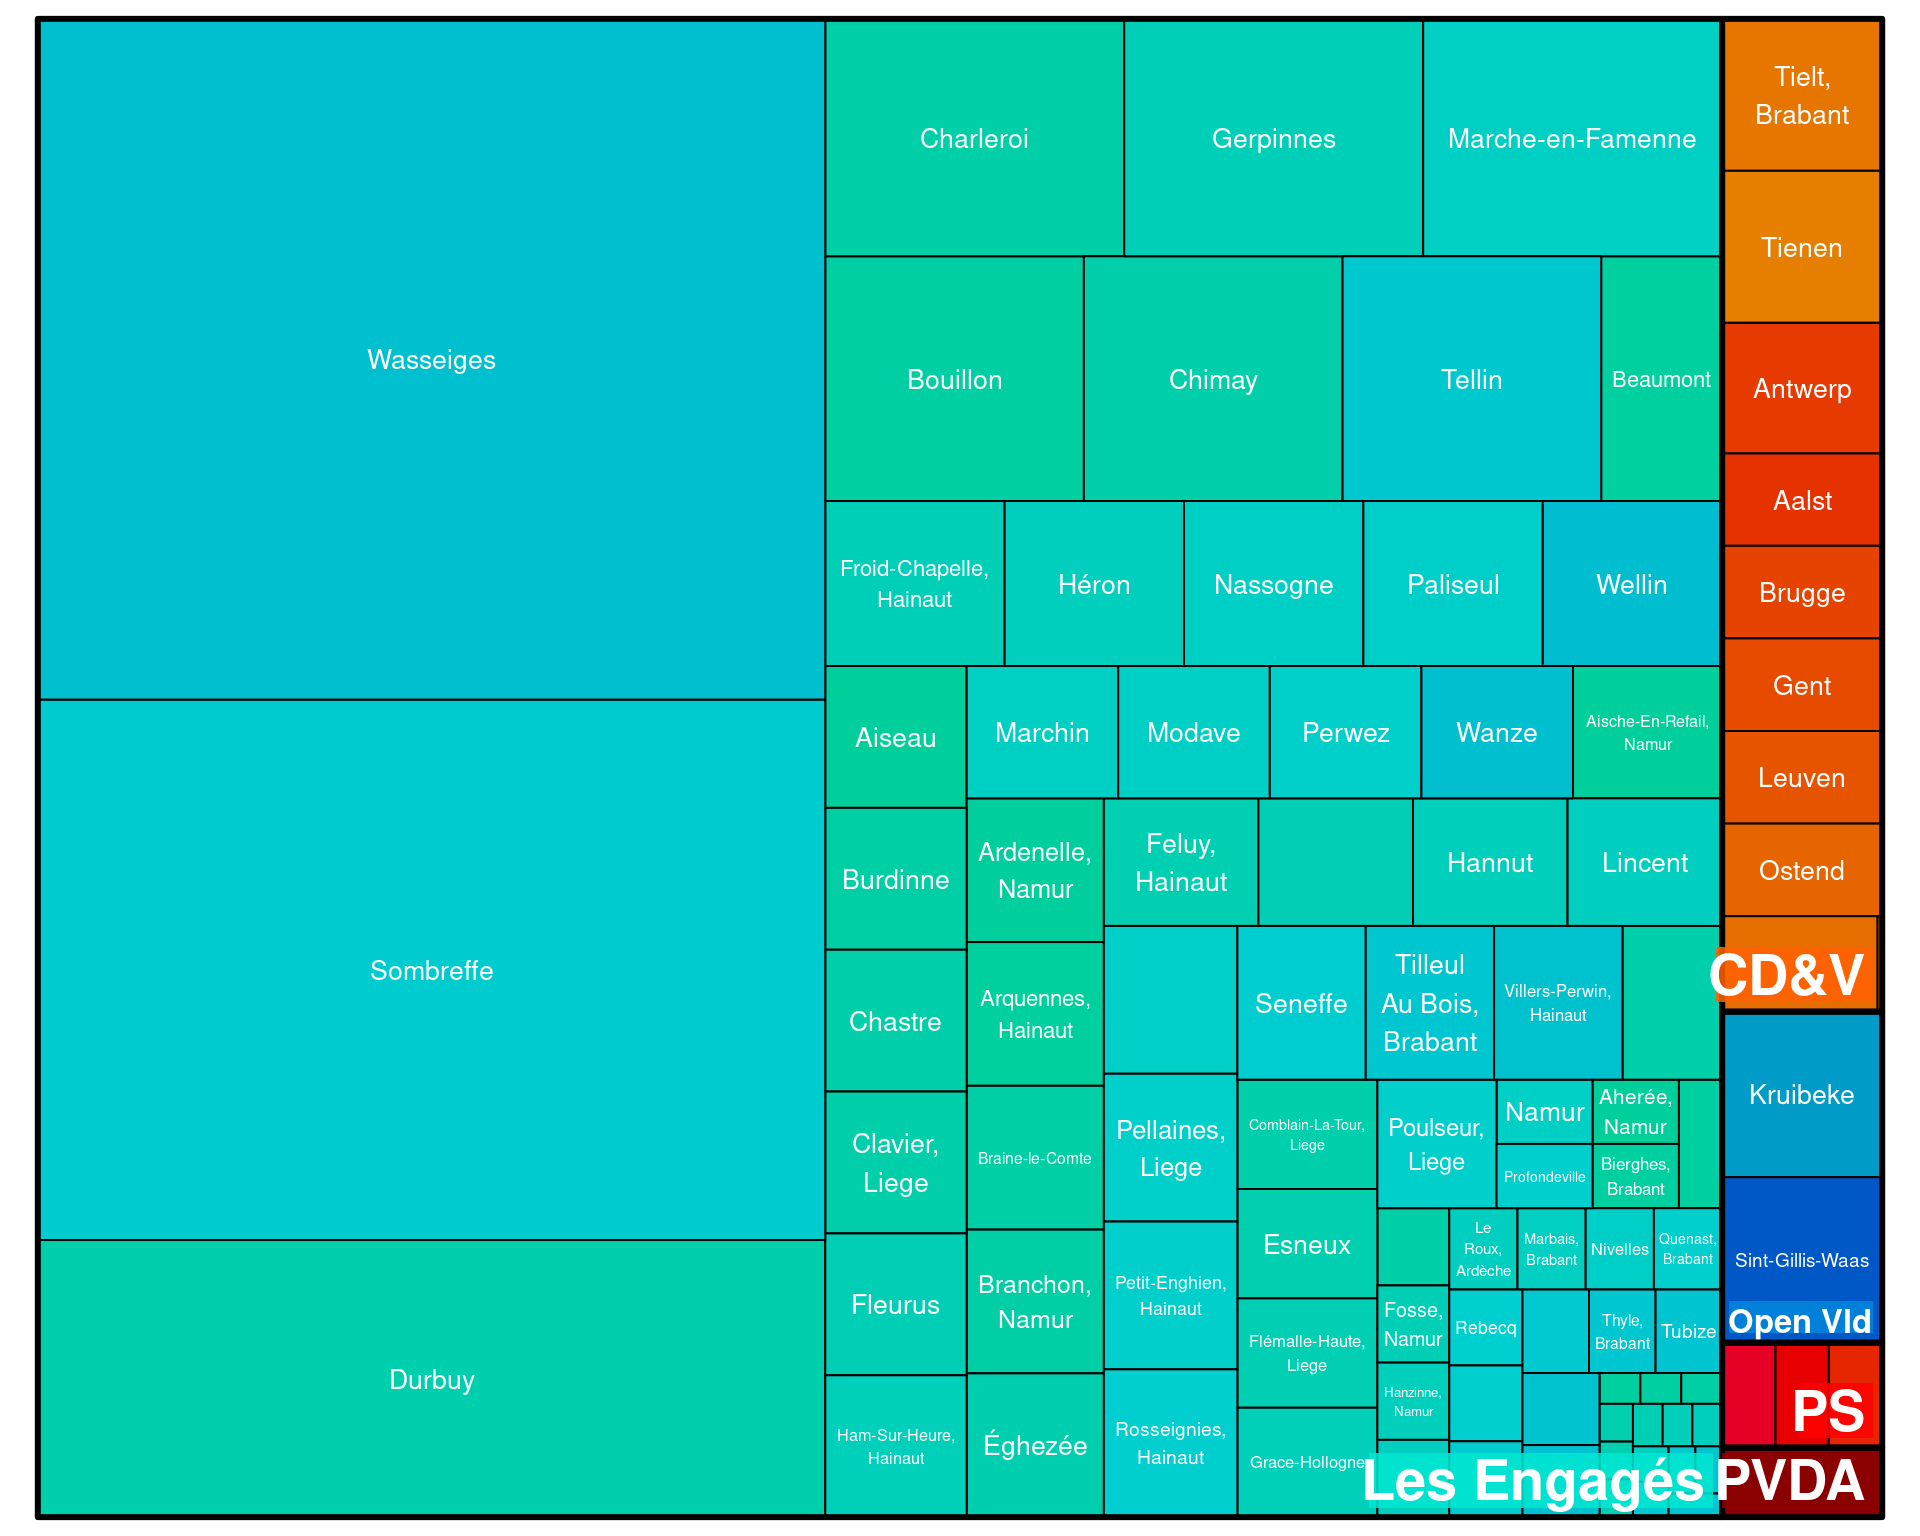 Wasseiges
Sombreffe
Durbuy
Charleroi
Gerpinnes
Marche-en-Famenne
Bouillon
Chimay
Tellin
Beaumont
Froid-Chapelle,
Hainaut
Héron
Nassogne
Paliseul
Wellin
Aiseau
Marchin
Modave
Perwez
Wanze
Aische-En-Refail,
Namur
Burdinne
Chastre
Clavier,
Liege
Fleurus
Ham-Sur-Heure,
Hainaut
Ardenelle,
Namur
Arquennes,
Hainaut
Braine-le-Comte
Branchon,
Namur
Éghezée
Feluy,
Hainaut
Hannut
Lincent
Pellaines,
Liege
Petit-Enghien,
Hainaut
Rosseignies,
Hainaut
Seneffe
Tilleul
Au Bois,
Brabant
Villers-Perwin,
Hainaut
Comblain-La-Tour,
Liege
Esneux
Flémalle-Haute,
Liege
Grace-Hollogne
Poulseur,
Liege
Namur
Profondeville
Aherée,
Namur
Bierghes,
Brabant
Fosse,
Namur
Hanzinne,
Namur
Le
Roux,
Ardèche
Marbais,
Brabant
Nivelles
Quenast,
Brabant
Rebecq
Thyle,
Brabant
Tubize
Les Engagés
Tielt,
Brabant
Tienen
Antwerp
Aalst
Brugge
Gent
Leuven
Ostend
CD&V
Kruibeke
Sint-Gillis-Waas
Open Vld
PS
PVDA